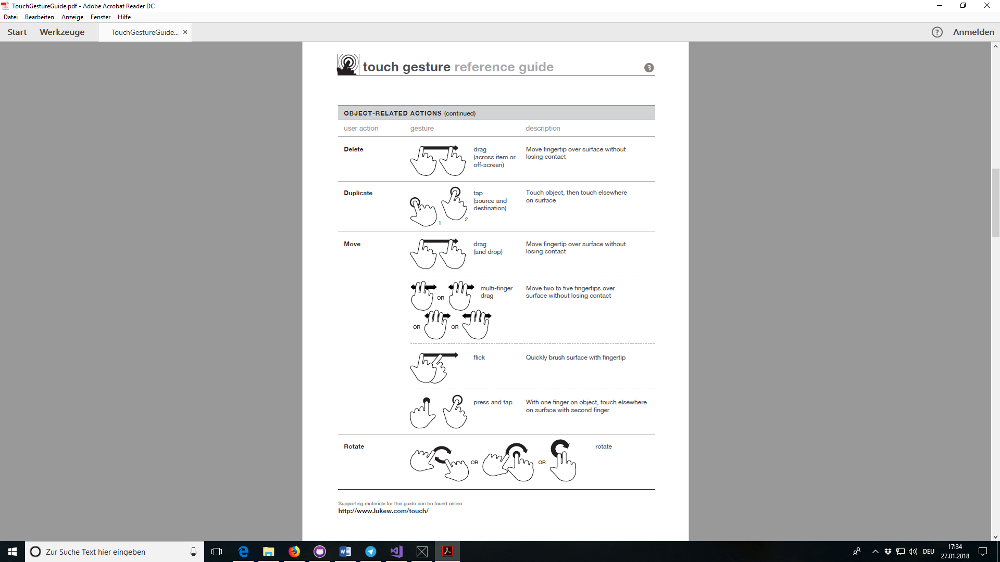 TouchGestureGuide.pdf - Adobe Acrobat Reader DC
Datei Bearbeiten Anzeige Fenster Hilfe
Start Werkzeuge TouchGestureGuide... × ? Anmelden
touch gesture reference guide 3
OBJECT-RELATED ACTIONS (continued)
user action gesture description
Delete
drag
(across item or
off-screen)
Move fingertip over surface without
losing contact
Duplicate
1 2
tap
(source and
destination)
Touch object, then touch elsewhere
on surface
Move
drag
(and drop)
Move fingertip over surface without
losing contact
OR
OR OR
multi-finger
drag
Move two to five fingertips over
surface without losing contact
flick
Quickly brush surface with fingertip
press and tap
With one finger on object, touch elsewhere
on surface with second finger
Rotate
OR OR
rotate
Supporting materials for this guide can be found online:
http://www.lukew.com/touch/
Zur Suche Text hier eingeben
DEU
17:34
27.01.2018